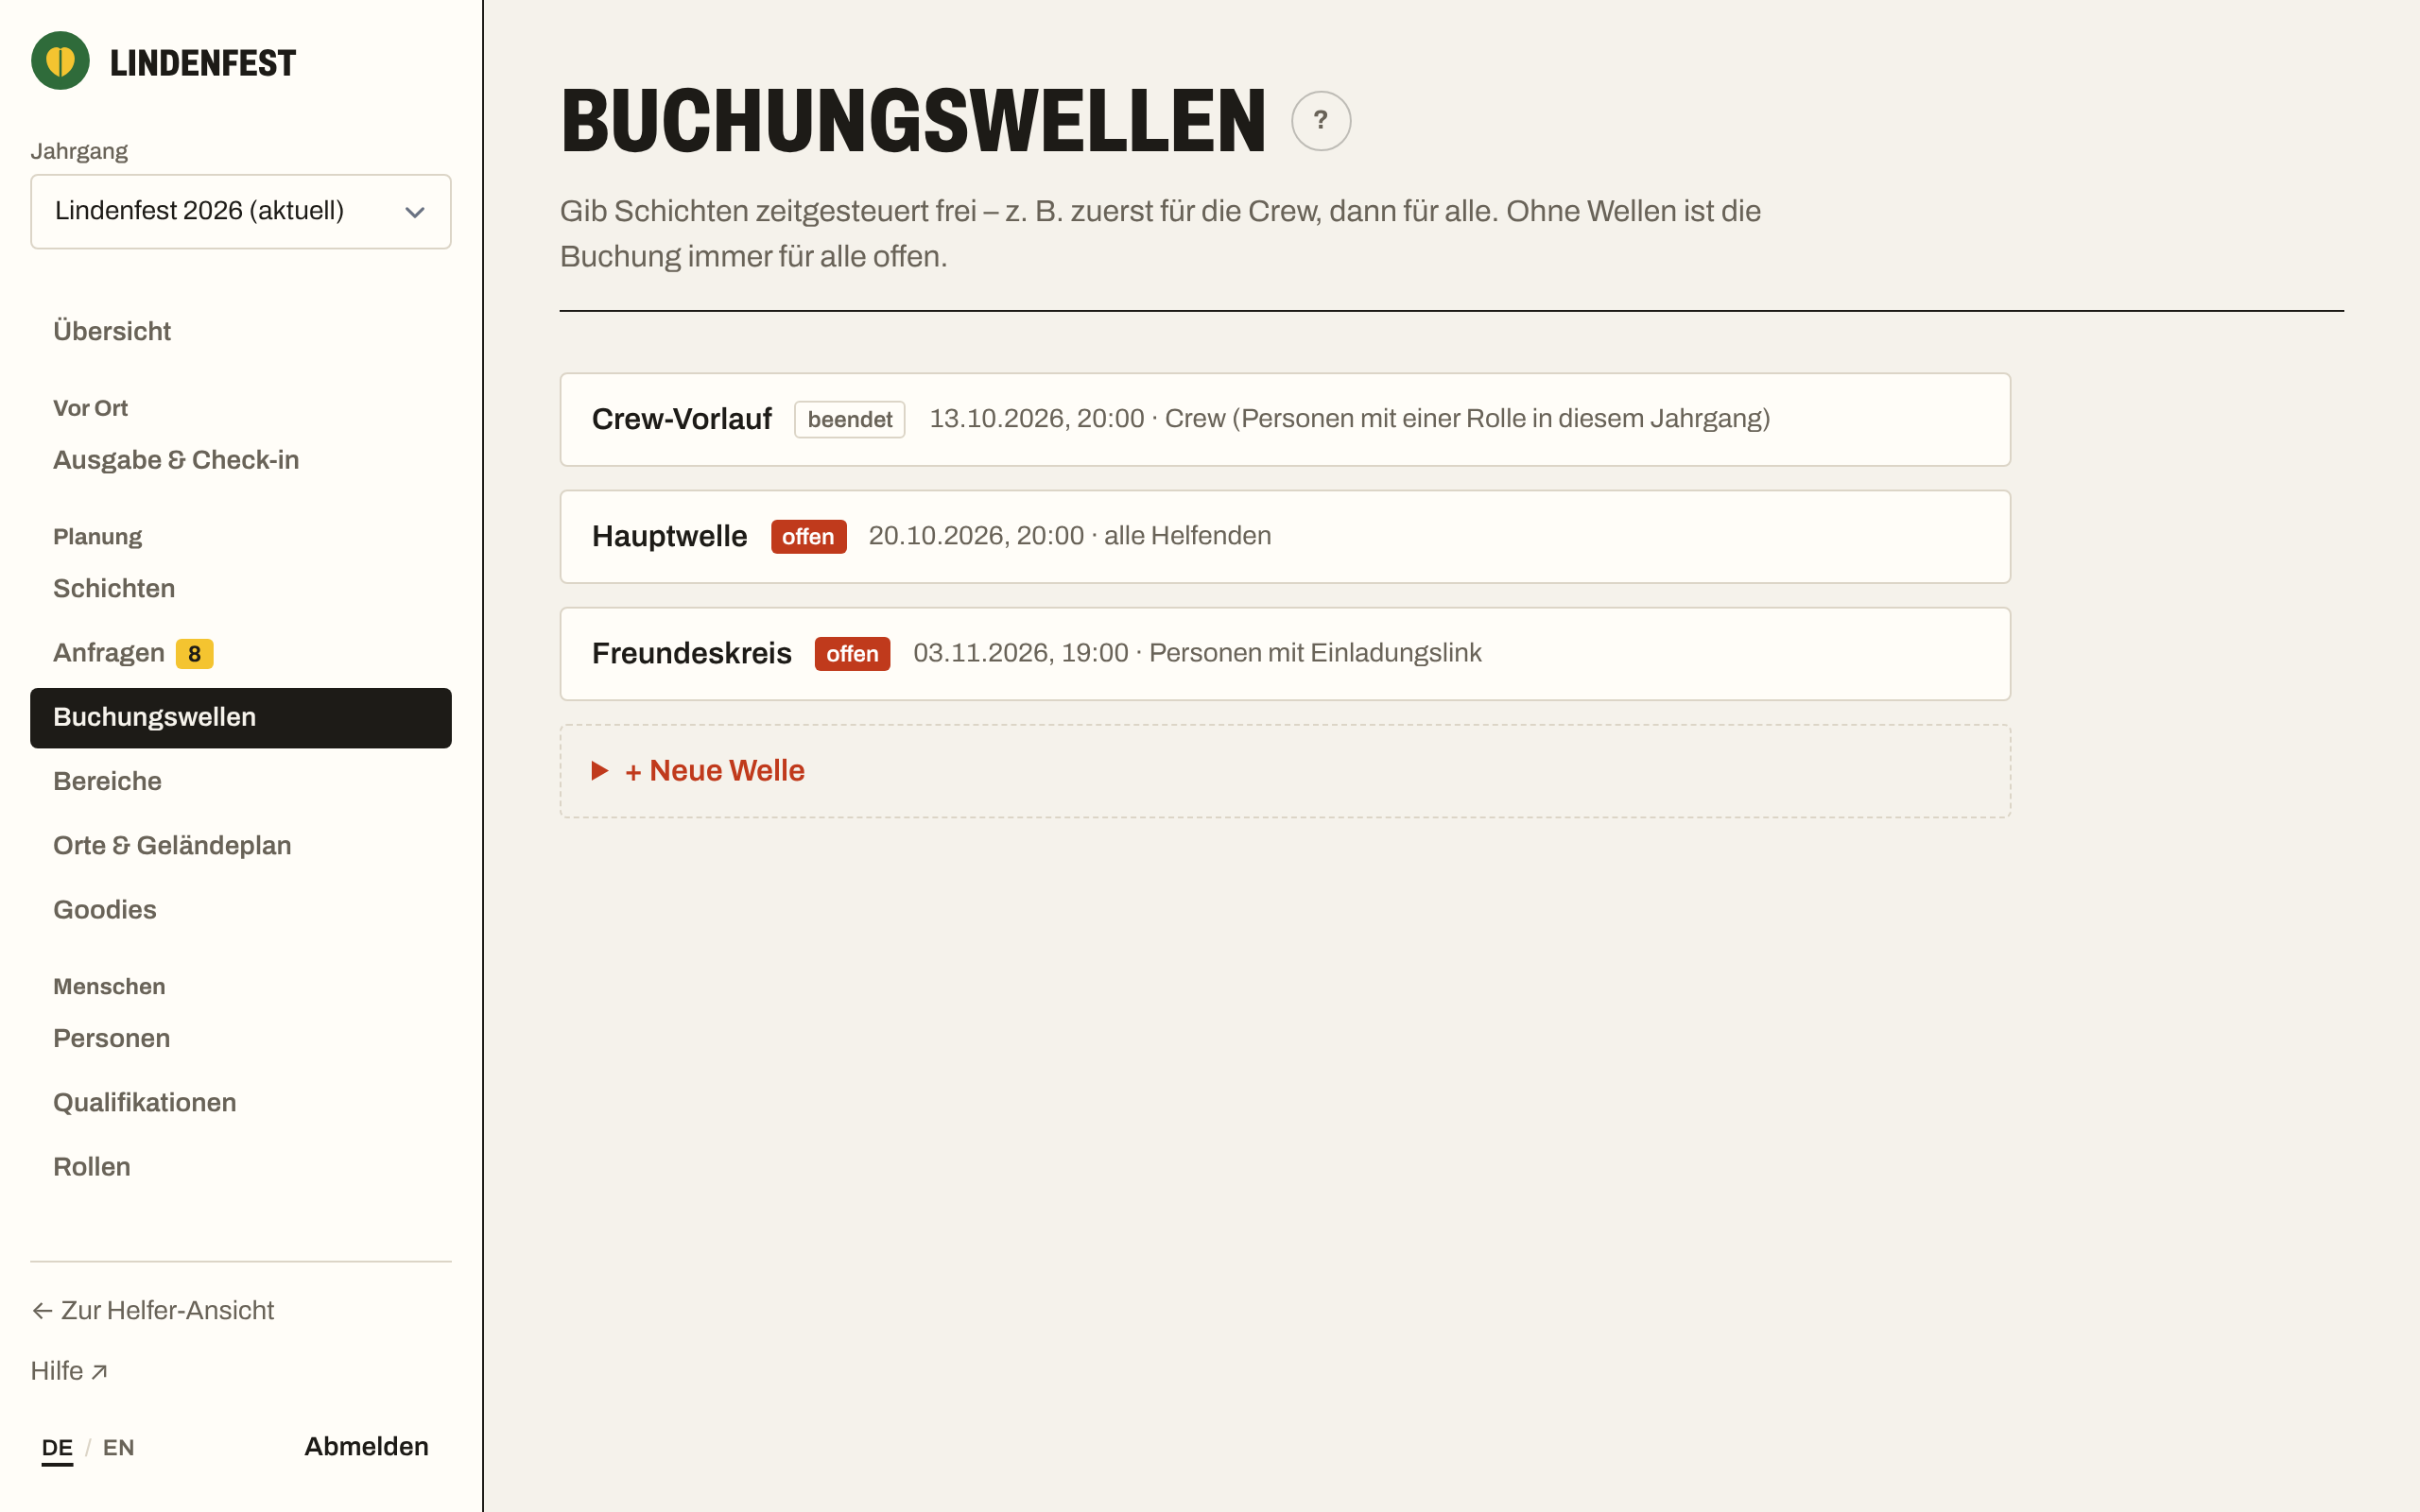 LINDENFEST
Jahrgang
Lindenfest 2026 (aktuell)
Übersicht
Vor Ort
Ausgabe & Check-in
Planung
Schichten
Anfragen 8
Buchungswellen
Bereiche
Orte & Geländeplan
Goodies
Menschen
Personen
Qualifikationen
Rollen
← Zur Helfer-Ansicht
Hilfe ↗
DE / EN Abmelden
BUCHUNGSWELLEN ?
Gib Schichten zeitgesteuert frei – z. B. zuerst für die Crew, dann für alle. Ohne Wellen ist die
Buchung immer für alle offen.
Crew-Vorlauf beendet 13.10.2026, 20:00 · Crew (Personen mit einer Rolle in diesem Jahrgang)
Hauptwelle offen 20.10.2026, 20:00 · alle Helfenden
Freundeskreis offen 03.11.2026, 19:00 · Personen mit Einladungslink
▶ + Neue Welle